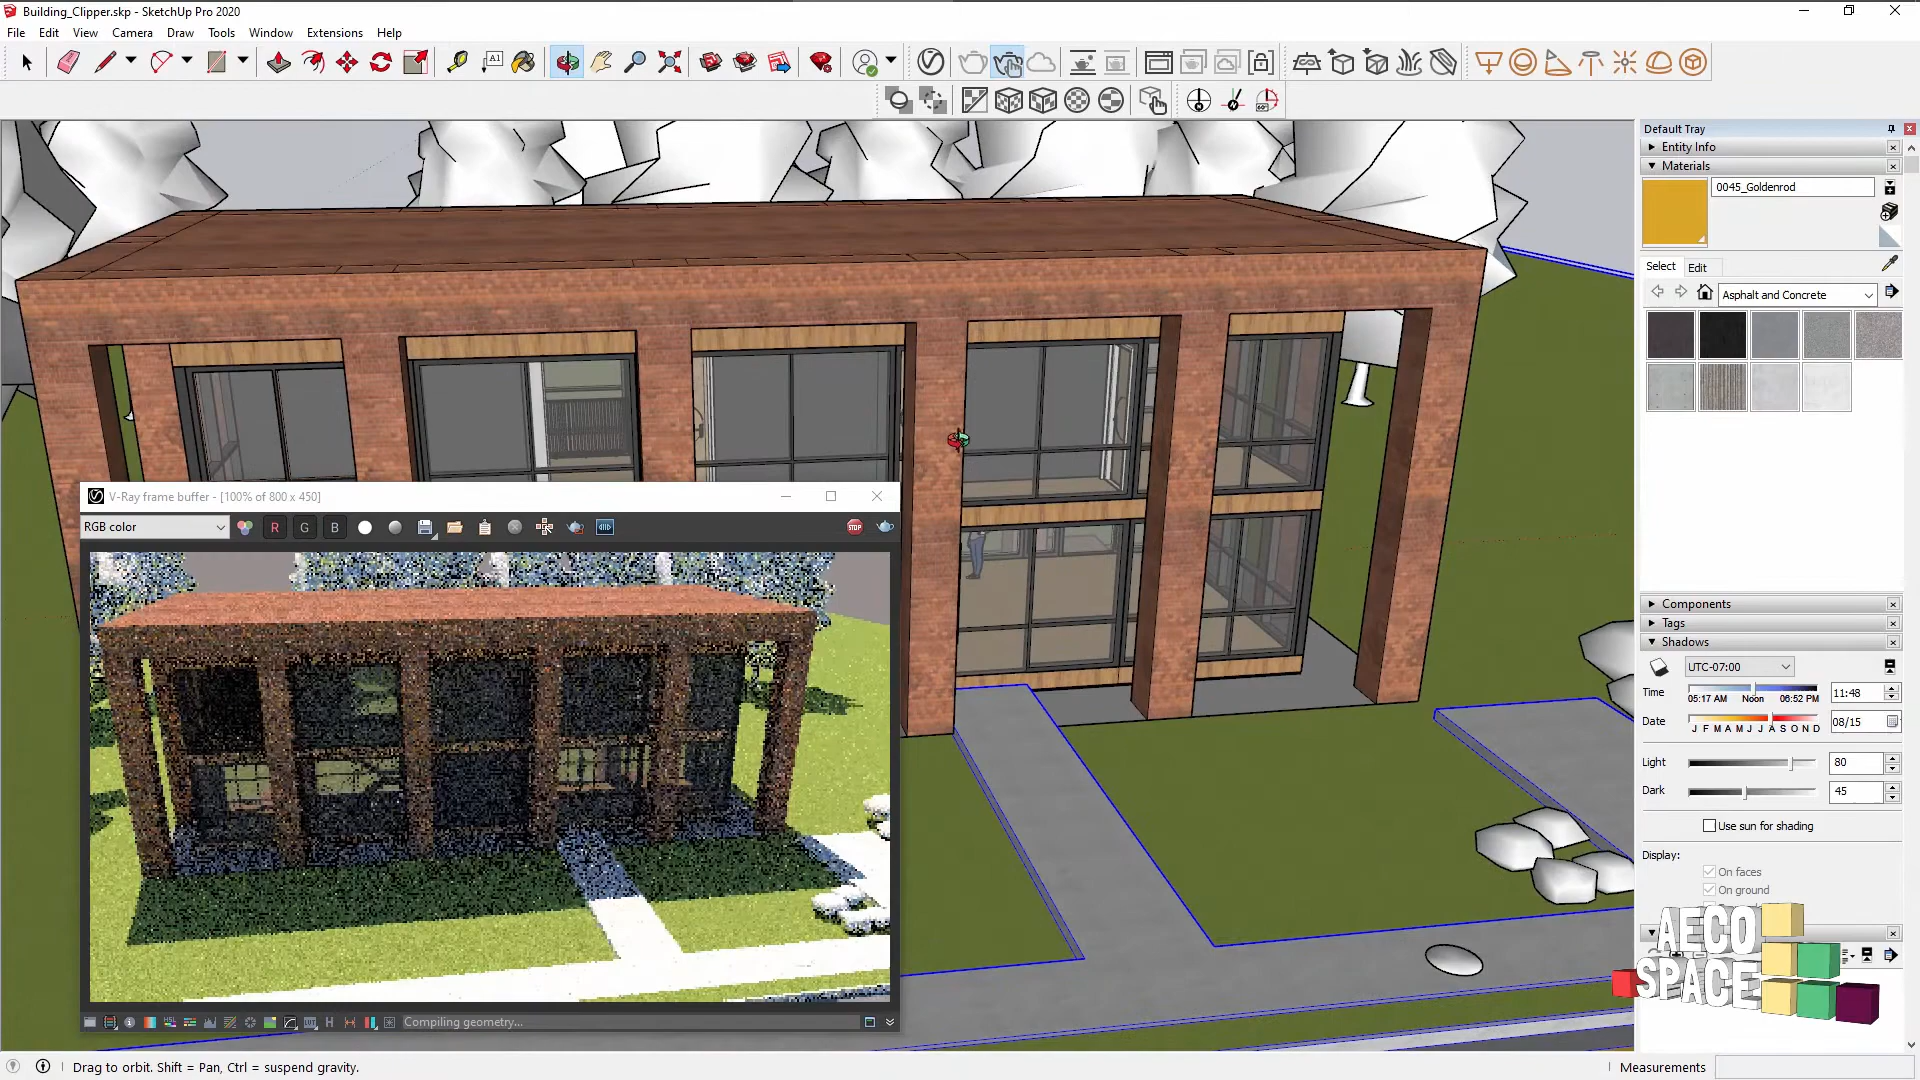 Building_Clipper.skp - SketchUp Pro 2020
File Edit View Camera Draw Tools Window Extensions Help
A1
Default Tray
Entity Info
Materials
0045_Goldenrod
Select Edit
Asphalt and Concrete
V-Ray frame buffer - [100% of 800 x 450]
RGB color
R G B
STOP
Components
Tags
Shadows
UTC-07:00
Time 11:48
05:17 AM Noon 06:52 PM
Date 08/15
J F M A M J J A S O N D
Light 80
Dark 45
Use sun for shading
Display:
On faces
On ground
AECO
SPACE
HSL
LUT
H
Compiling geometry...
Drag to orbit. Shift = Pan, Ctrl = suspend gravity.
Measurements